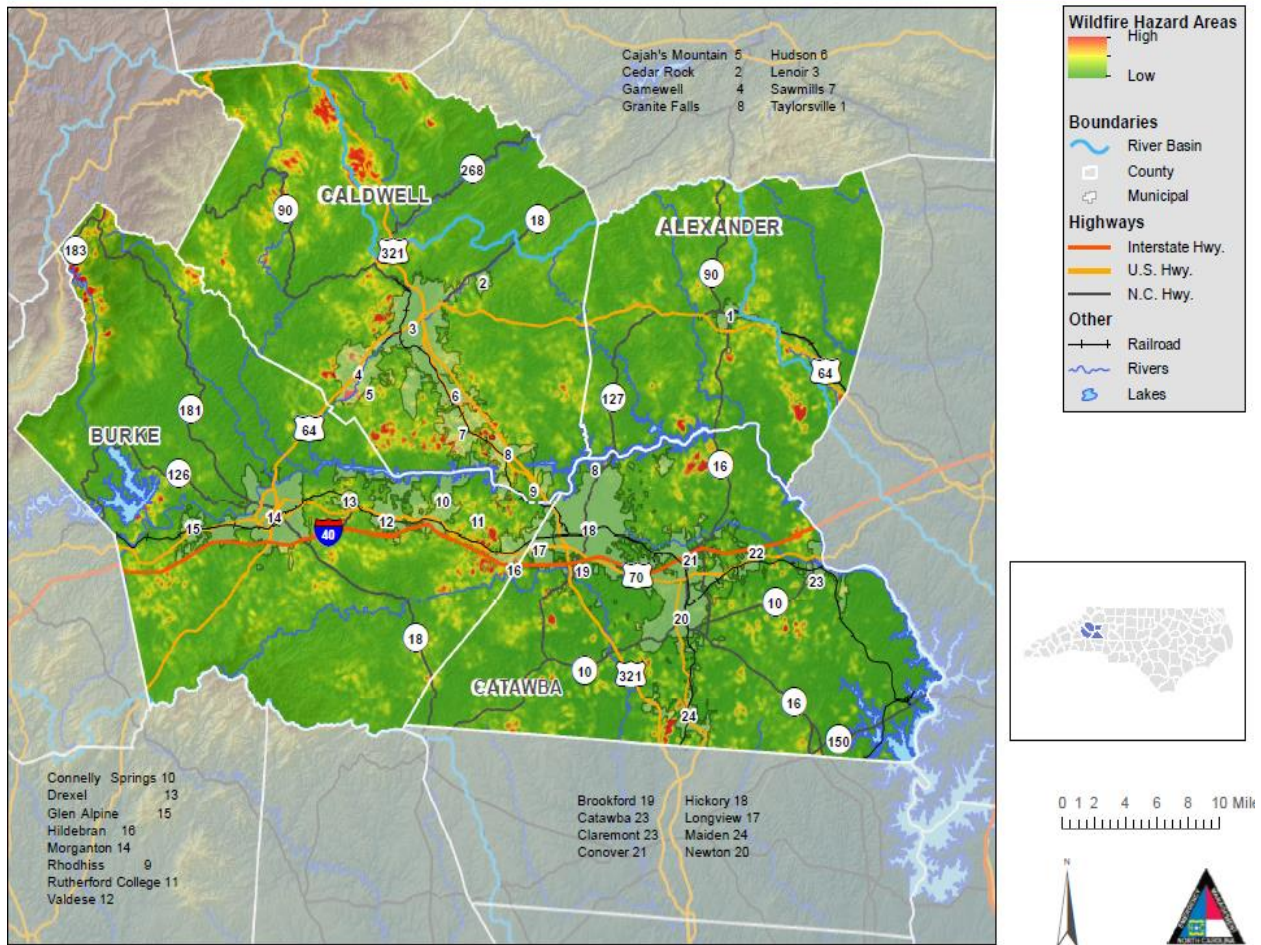 Cajah's Mountain 5 Hudson 6
Cedar Rock 2 Lenoir 3
Gamewell 4 Sawmills 7
Granite Falls 8 Taylorsville 1
CALDWELL
268
90
18
321
2
3
4
5
6
7
8
9
64
ALEXANDER
90
1
64
127
16
183
181
BURKE
126
15
14
13
12
10
11
40
18
16
8
18
17
19
70
21
22
23
20
10
10
321
CATAWBA
24
16
150
Connelly Springs 10
Drexel 13
Glen Alpine 15
Hildebran 16
Morganton 14
Rhodhiss 9
Rutherford College 11
Valdese 12
Brookford 19 Hickory 18
Catawba 23 Longview 17
Claremont 23 Maiden 24
Conover 21 Newton 20
Wildfire Hazard Areas
High
Low
Boundaries
River Basin
County
Municipal
Highways
Interstate Hwy.
U.S. Hwy.
N.C. Hwy.
Other
Railroad
Rivers
Lakes
0 1 2 4 6 8 10 Mile
N
EMERGENCY
MANAGEMENT
NORTH CAROLINA